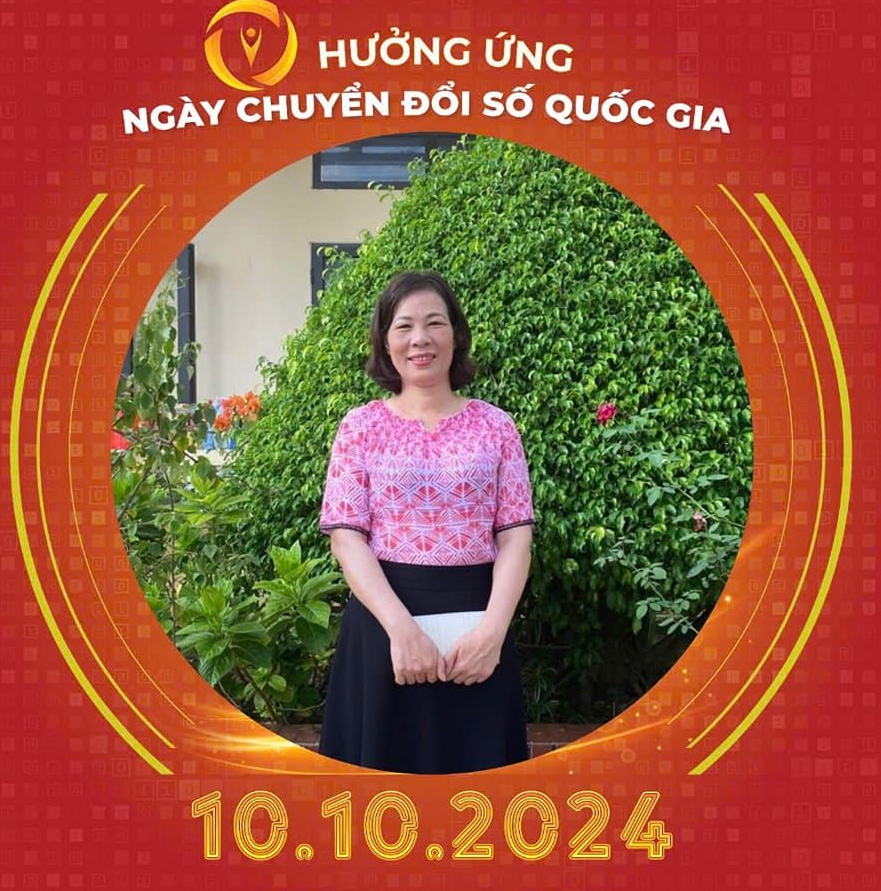 HƯỞNG ỨNG
NGÀY CHUYỂN ĐỔI SỐ QUỐC GIA
10.10.2024